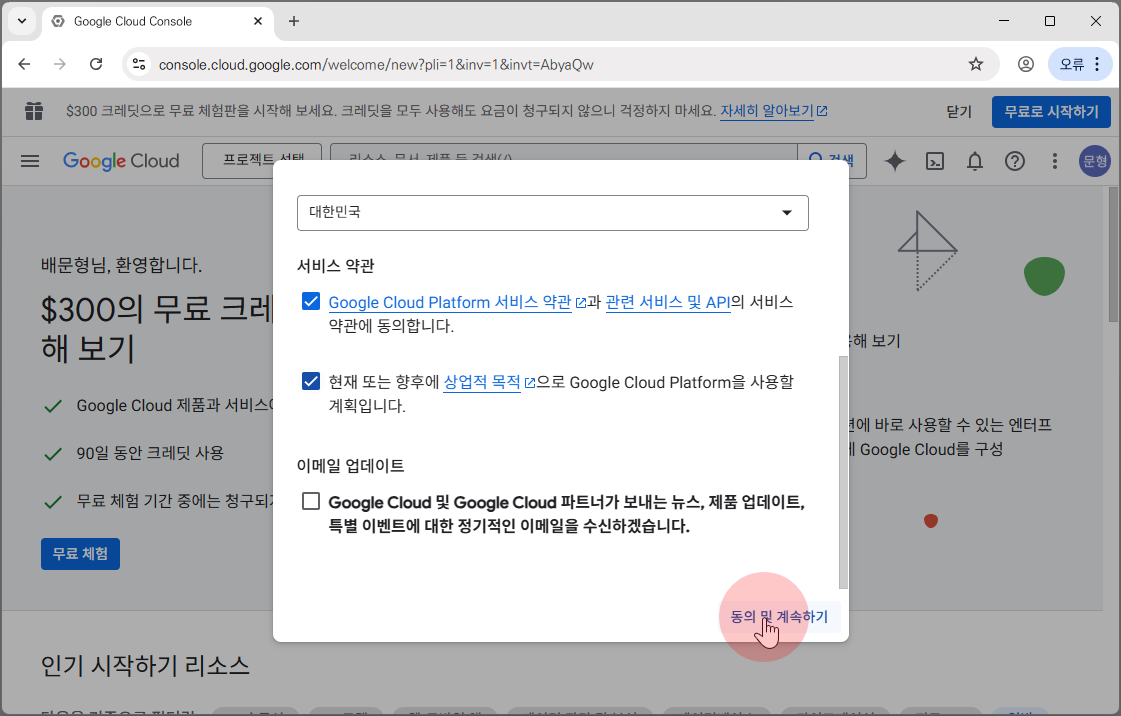 Google Cloud Console
console.cloud.google.com/welcome/new?pli=1&inv=1&invt=AbyaQw
오류
$300 크레딧으로 무료 체험판을 시작해 보세요. 크레딧을 모두 사용해도 요금이 청구되지 않으니 걱정하지 마세요. 자세히 알아보기
닫기
무료로 시작하기
Google Cloud
프로젝트 선택
리소스, 문서, 제품 등 검색(/)
검색
문형
배문형님, 환영합니다.
$300의 무료 크레
해 보기
Google Cloud 제품과 서비스에
90일 동안 크레딧 사용
무료 체험 기간 중에는 청구되지
무료 체험
대한민국
서비스 약관
Google Cloud Platform 서비스 약관과 관련 서비스 및 API의 서비스
약관에 동의합니다.
현재 또는 향후에 상업적 목적으로 Google Cloud Platform을 사용할
계획입니다.
이메일 업데이트
Google Cloud 및 Google Cloud 파트너가 보내는 뉴스, 제품 업데이트,
특별 이벤트에 대한 정기적인 이메일을 수신하겠습니다.
동의 및 계속하기
해 보기
바로 사용할 수 있는 엔터프
Google Cloud를 구성
인기 시작하기 리소스